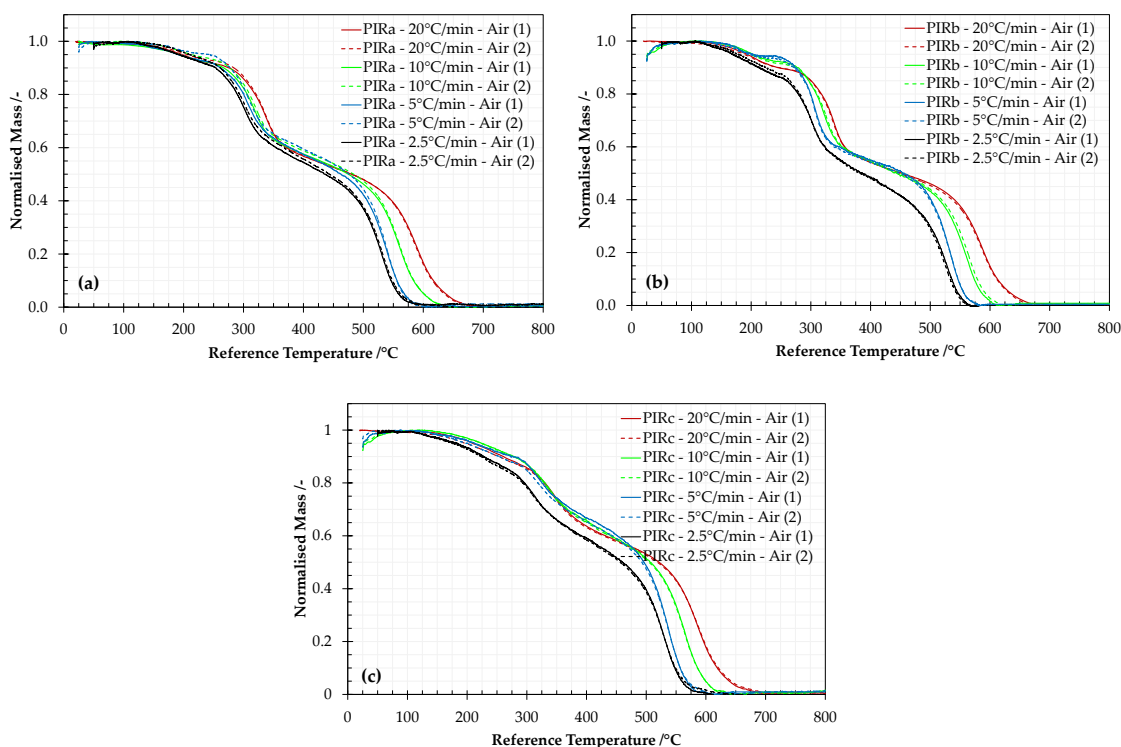 PIRa - 20°C/min - Air (1)
PIRa - 20°C/min - Air (2)
PIRa - 10°C/min - Air (1)
PIRa - 10°C/min - Air (2)
PIRa - 5°C/min - Air (1)
PIRa - 5°C/min - Air (2)
PIRa - 2.5°C/min - Air (1)
PIRa - 2.5°C/min - Air (2)
1.0
0.8
0.6
0.4
0.2
0.0
Normalised Mass /-
(a)
0 100 200 300 400 500 600 700 800
Reference Temperature /°C
PIRb - 20°C/min - Air (1)
PIRb - 20°C/min - Air (2)
PIRb - 10°C/min - Air (1)
PIRb - 10°C/min - Air (2)
PIRb - 5°C/min - Air (1)
PIRb - 5°C/min - Air (2)
PIRb - 2.5°C/min - Air (1)
PIRb - 2.5°C/min - Air (2)
1.0
0.8
0.6
0.4
0.2
0.0
Normalised Mass /-
(b)
0 100 200 300 400 500 600 700 800
Reference Temperature /°C
PIRc - 20°C/min - Air (1)
PIRc - 20°C/min - Air (2)
PIRc - 10°C/min - Air (1)
PIRc - 10°C/min - Air (2)
PIRc - 5°C/min - Air (1)
PIRc - 5°C/min - Air (2)
PIRc - 2.5°C/min - Air (1)
PIRc - 2.5°C/min - Air (2)
1
0.8
0.6
0.4
0.2
0
Normalised Mass /-
(c)
0 100 200 300 400 500 600 700 800
Reference Temperature /°C